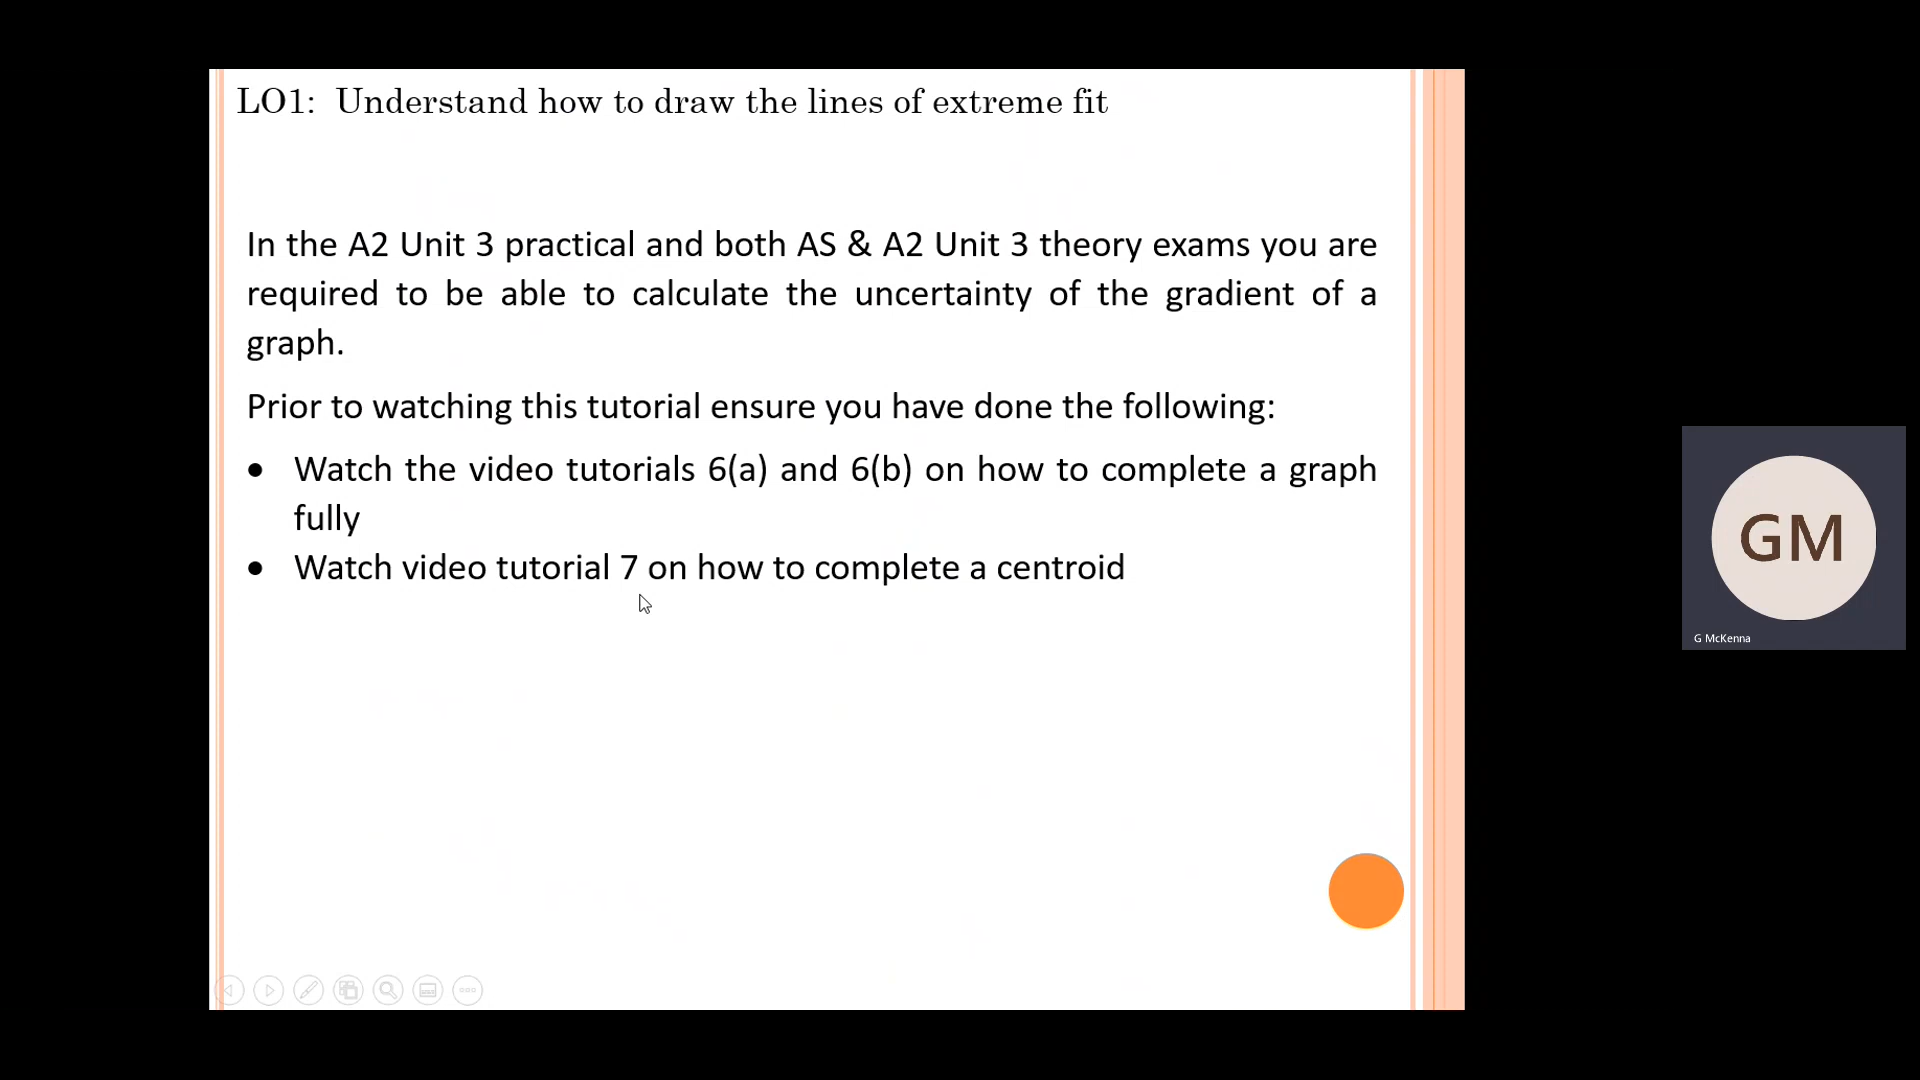 LO1: Understand how to draw the lines of extreme fit
In the A2 Unit 3 practical and both AS & A2 Unit 3 theory exams you are
required to be able to calculate the uncertainty of the gradient of a
graph.
Prior to watching this tutorial ensure you have done the following:
• Watch the video tutorials 6(a) and 6(b) on how to complete a graph
fully
• Watch video tutorial 7 on how to complete a centroid
GM
G McKenna